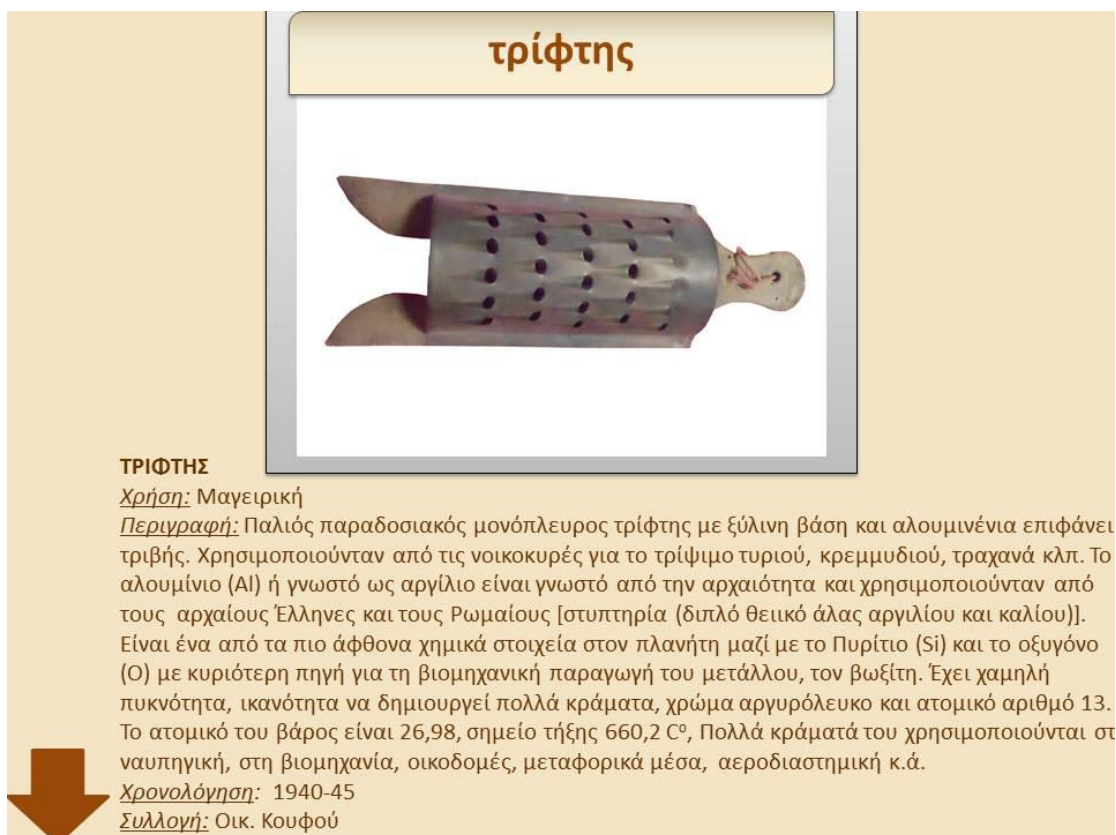 τρίφτης
ΤΡΙΦΤΗΣ
Χρήση: Μαγειρική
Περιγραφή: Παλιός παραδοσιακός μονόπλευρος τρίφτης με ξύλινη βάση και αλουμινένια επιφάνει
τριβής. Χρησιμοποιούνταν από τις νοικοκυρές για το τρίψιμο τυριού, κρεμμυδιού, τραχανά κλπ. Το
αλουμίνιο (Al) ή γνωστό ως αργίλιο είναι γνωστό από την αρχαιότητα και χρησιμοποιούνταν από
τους αρχαίους Έλληνες και τους Ρωμαίους [στυπτηρία (διπλό θειικό άλας αργιλίου και καλίου)].
Είναι ένα από τα πιο άφθονα χημικά στοιχεία στον πλανήτη μαζί με το Πυρίτιο (Si) και το οξυγόνο
(Ο) με κυριότερη πηγή για τη βιομηχανική παραγωγή του μετάλλου, τον βωξίτη. Έχει χαμηλή
πυκνότητα, ικανότητα να δημιουργεί πολλά κράματα, χρώμα αργυρόλευκο και ατομικό αριθμό 13.
Το ατομικό του βάρος είναι 26,98, σημείο τήξης 660,2 Cº, Πολλά κράματά του χρησιμοποιούνται στ
ναυπηγική, στη βιομηχανία, οικοδομές, μεταφορικά μέσα, αεροδιαστημική κ.ά.
Χρονολόγηση: 1940-45
Συλλογή: Οικ. Κουφού